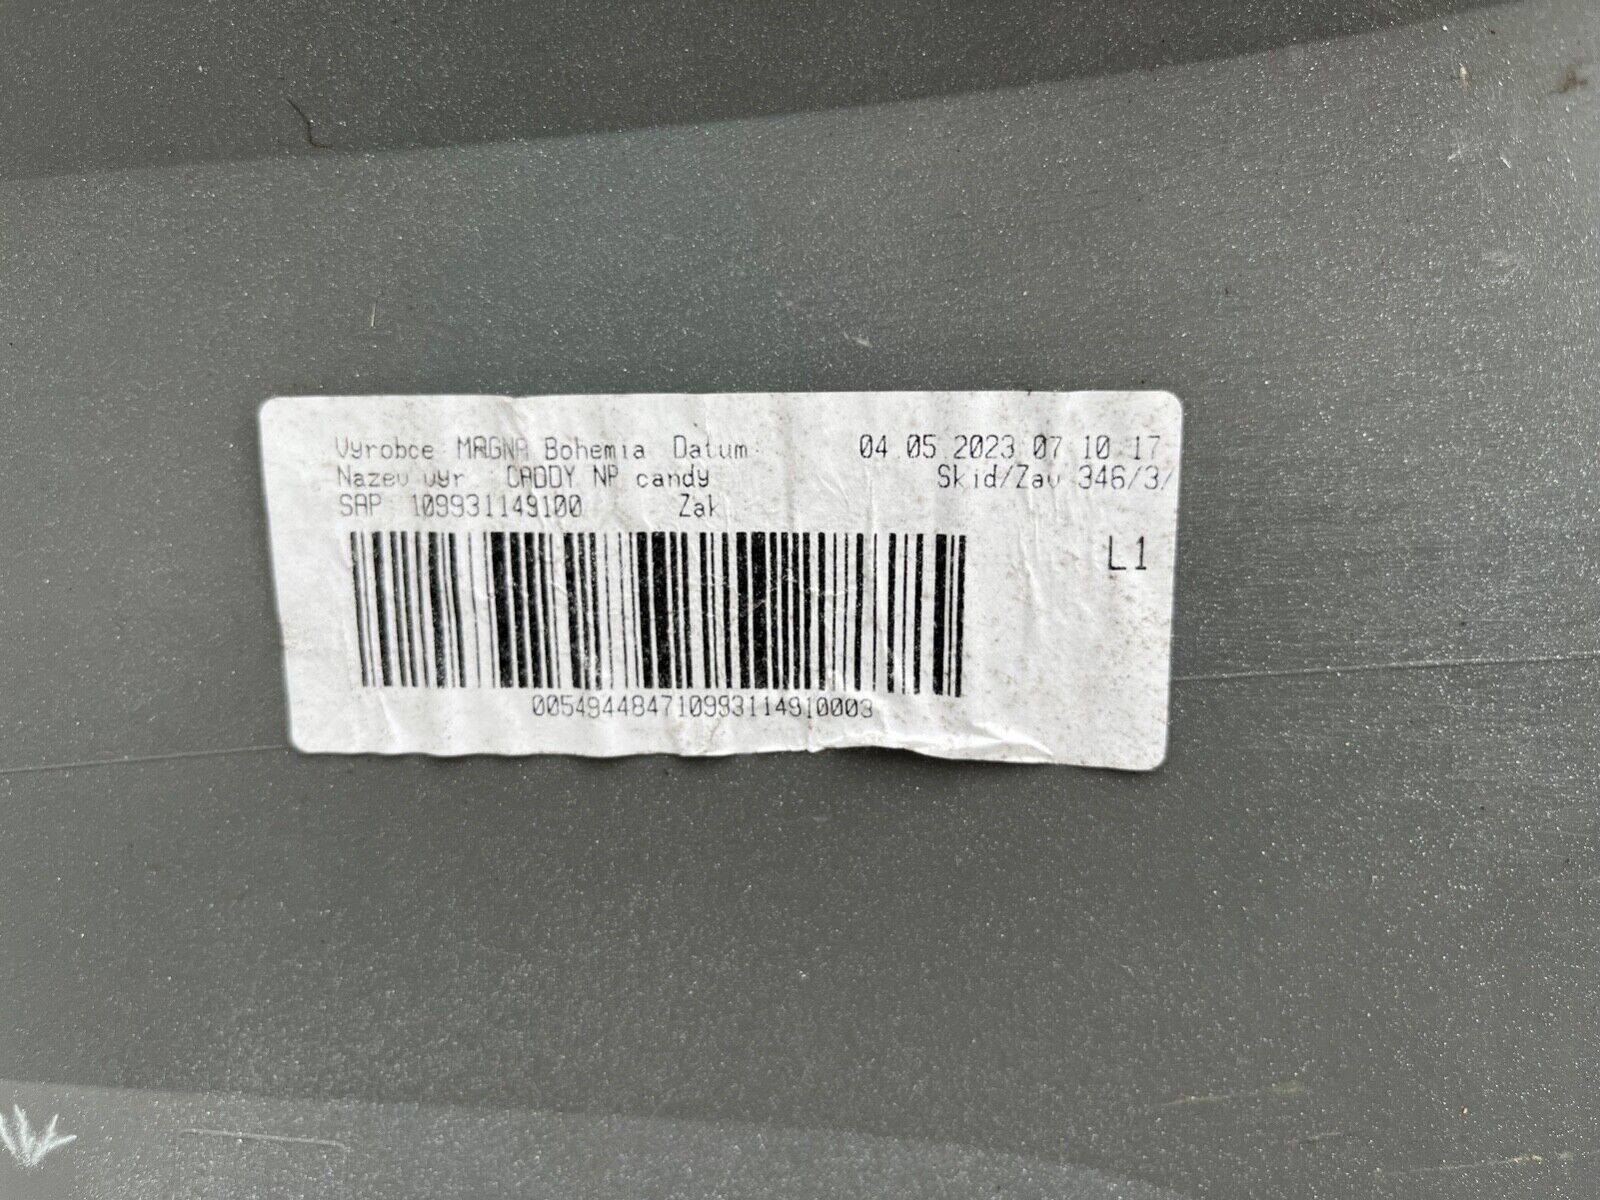 Vyrobce MAGNA Bohemia Datum 04 05 2023 07 10 17
Nazev vyr CADDY NP candy Skid/Zav 346/3/
SAP 109931149100 Zak
L1
005494484710993114910003